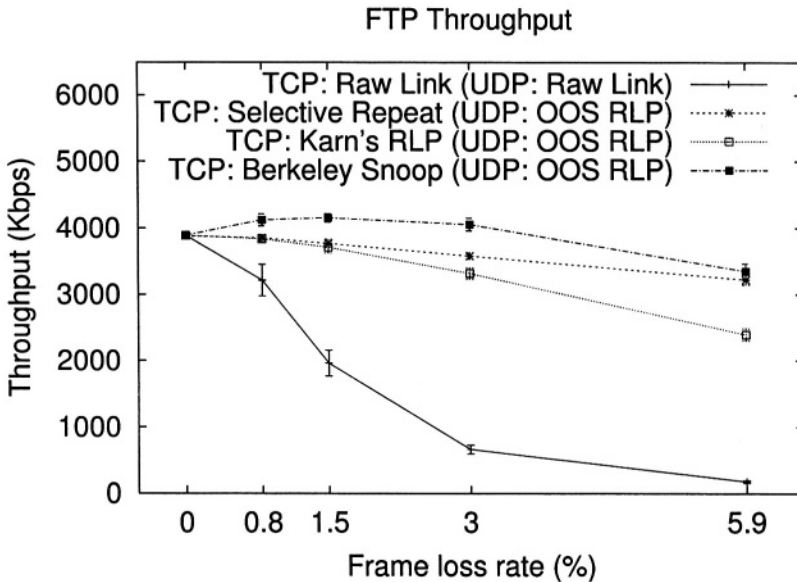 FTP Throughput
TCP: Raw Link (UDP: Raw Link)
TCP: Selective Repeat (UDP: OOS RLP)
TCP: Karn's RLP (UDP: OOS RLP)
TCP: Berkeley Snoop (UDP: OOS RLP)
Throughput (Kbps)
6000
5000
4000
3000
2000
1000
0
0 0.8 1.5 3 5.9
Frame loss rate (%)